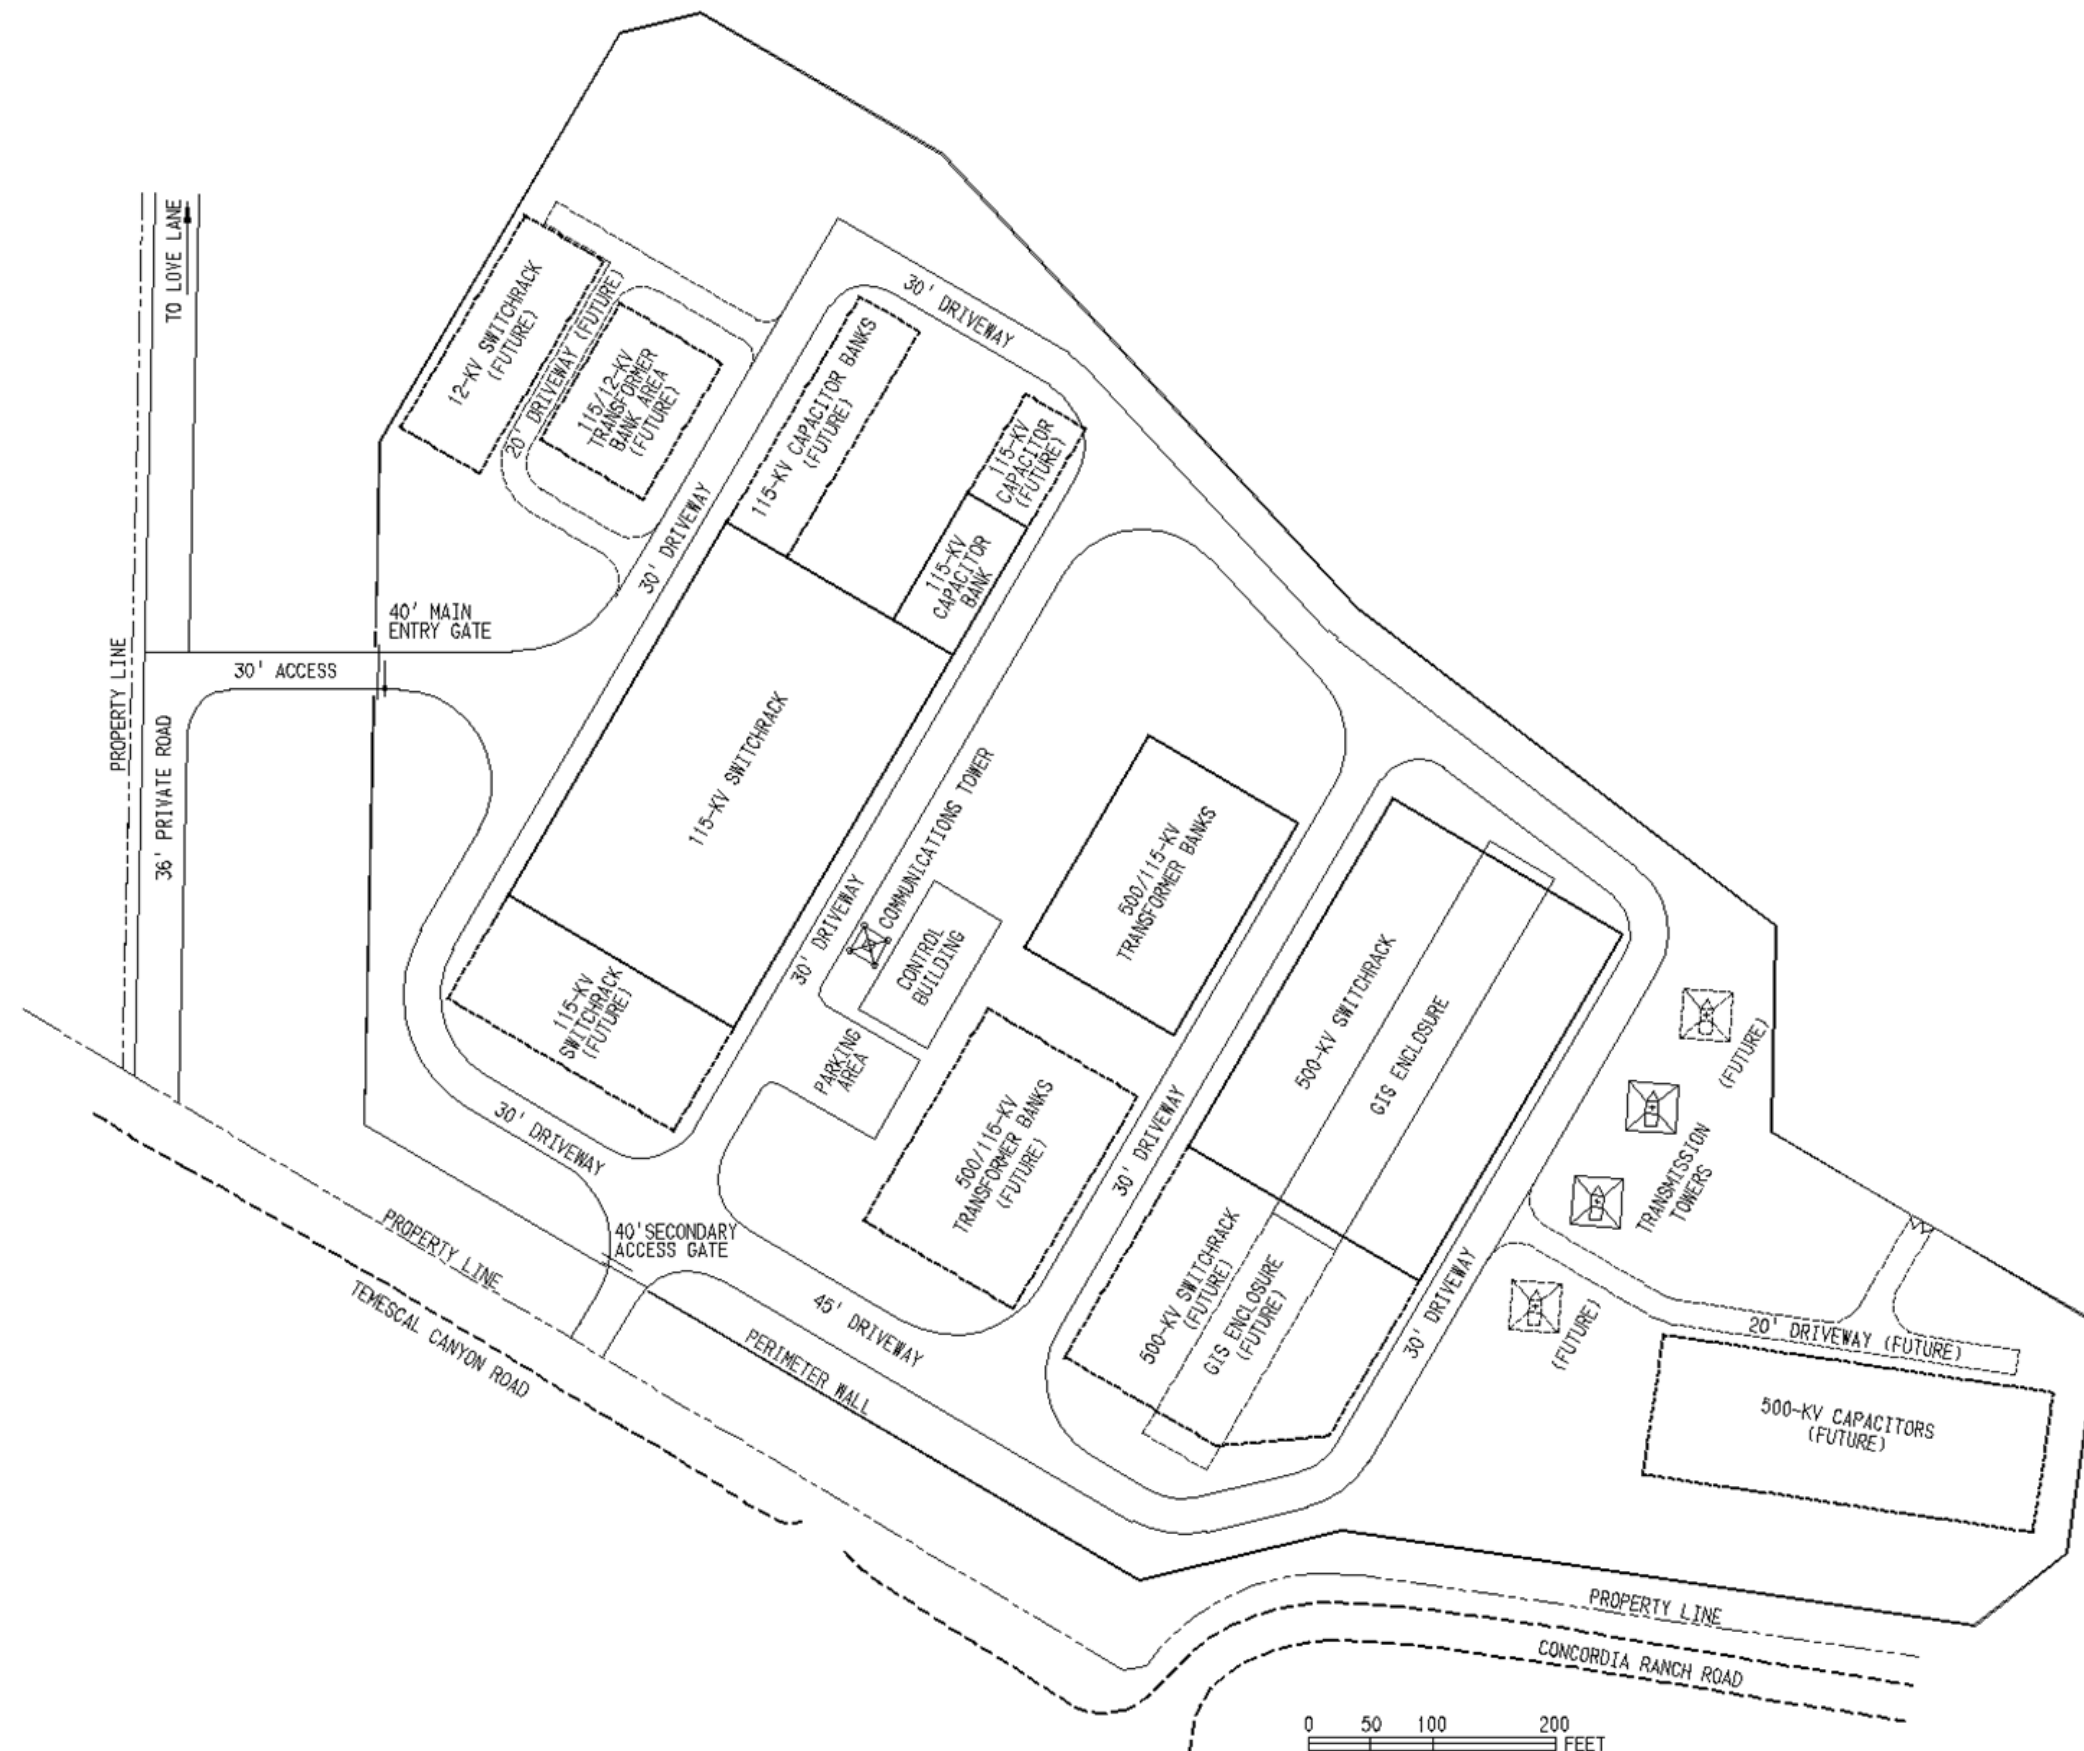 TO LOVE LANE
12-KV SWITCHRACK
(FUTURE)
20' DRIVEWAY (FUTURE)
115/12-KV
TRANSFORMER
BANK AREA
(FUTURE)
30' DRIVEWAY
115-KV CAPACITOR BANKS
(FUTURE)
30' DRIVEWAY
115-KV
CAPACITOR
(FUTURE)
115-KV
CAPACITOR
BANK
40' MAIN
ENTRY GATE
30' ACCESS
PROPERTY LINE
36' PRIVATE ROAD
115-KV SWITCHRACK
115-KV
SWITCHRACK
(FUTURE)
30' DRIVEWAY
30' DRIVEWAY
COMMUNICATIONS TOWER
CONTROL
BUILDING
PARKING
AREA
500/115-KV
TRANSFORMER BANKS
500/115-KV
TRANSFORMER BANKS
(FUTURE)
30' DRIVEWAY
500-KV SWITCHRACK
GIS ENCLOSURE
500-KV SWITCHRACK
(FUTURE)
GIS ENCLOSURE
(FUTURE)
30' DRIVEWAY
(FUTURE)
TRANSMISSION
TOWERS
(FUTURE)
20' DRIVEWAY (FUTURE)
500-KV CAPACITORS
(FUTURE)
40'SECONDARY
ACCESS GATE
45' DRIVEWAY
PERIMETER WALL
PROPERTY LINE
TEMESCAL CANYON ROAD
PROPERTY LINE
CONCORDIA RANCH ROAD
0 50 100 200
FEET